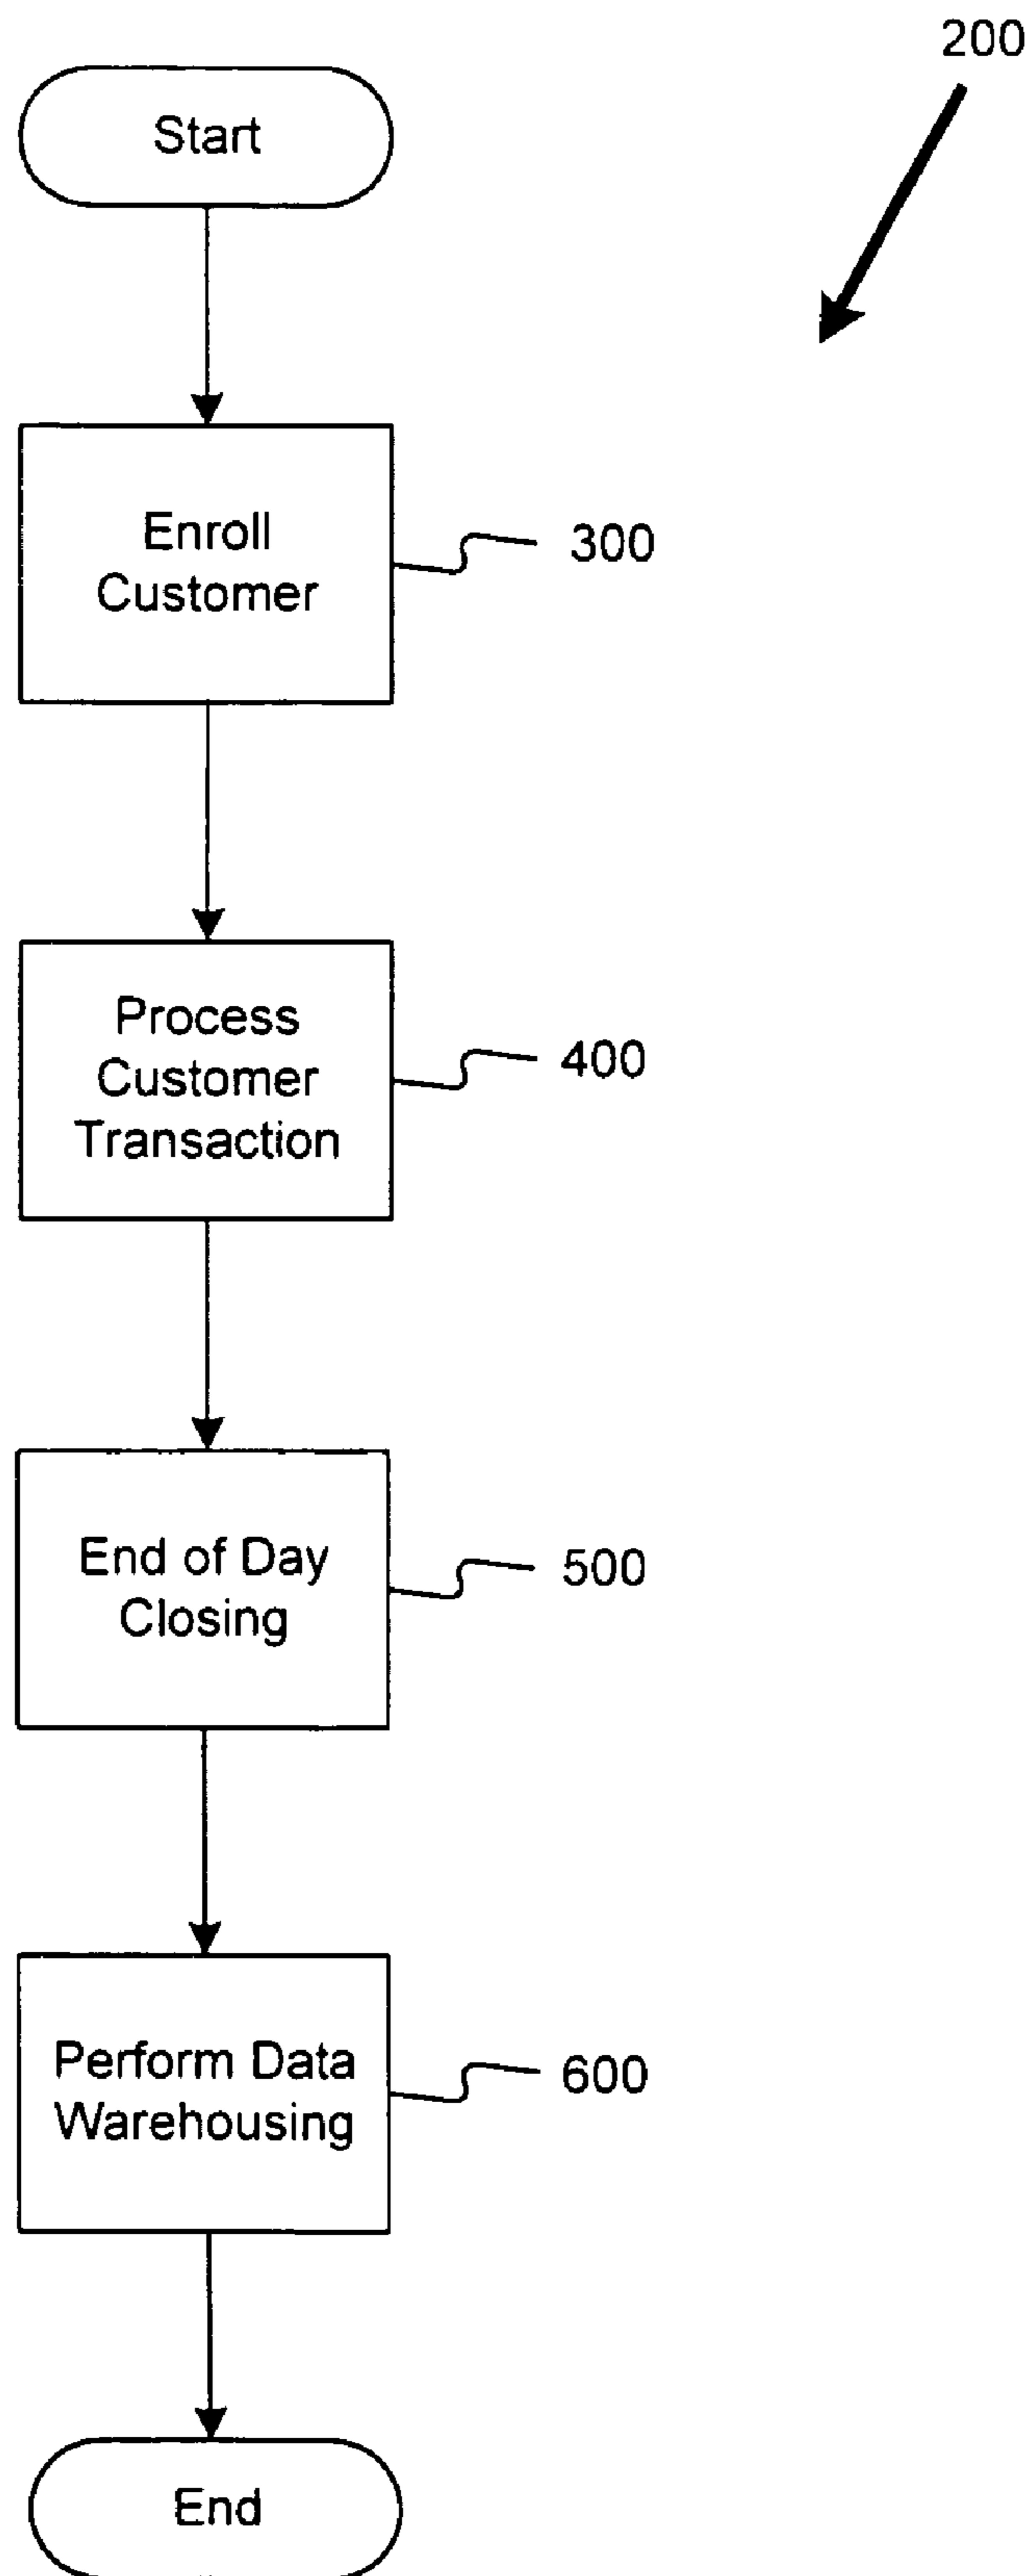 200
Start
Enroll
Customer
300
Process
Customer
Transaction
400
End of Day
Closing
500
Perform Data
Warehousing
600
End